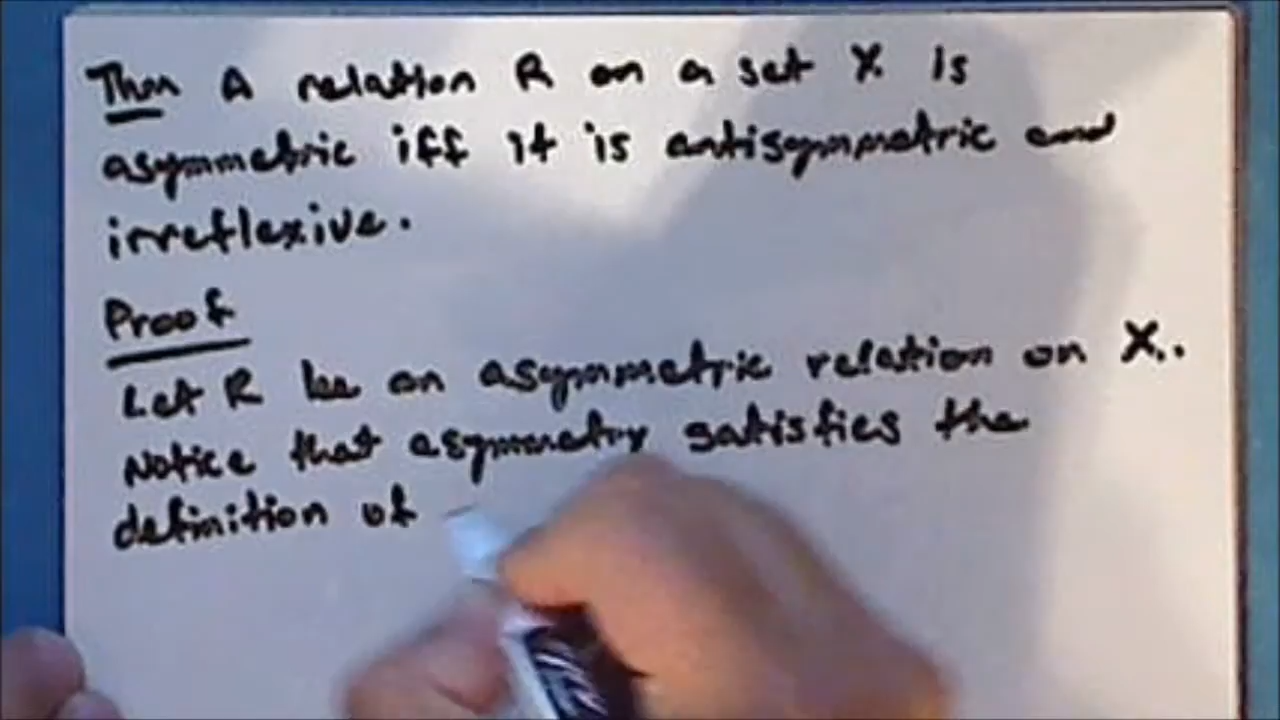 Thm A relation R on a set X is
asymmetric iff it is antisymmetric and
irreflexive.
Proof
Let R be an asymmetric relation on X.
Notice that asymmetry satisfies the
definition of